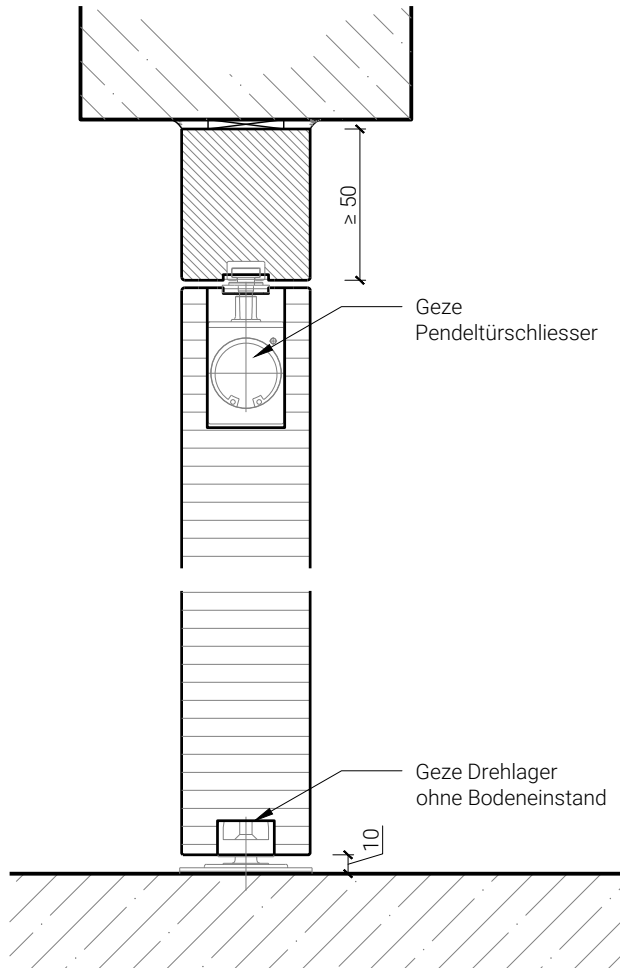 ≥ 50
Geze
Pendeltürschliesser
Geze Drehlager
ohne Bodeneinstand
10